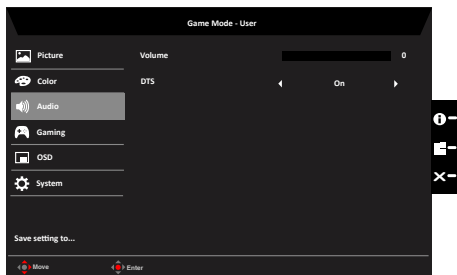 Game Mode - User
Picture
Volume 0
Color
DTS On
Audio
Gaming
OSD
System
Save setting to...
Move Enter